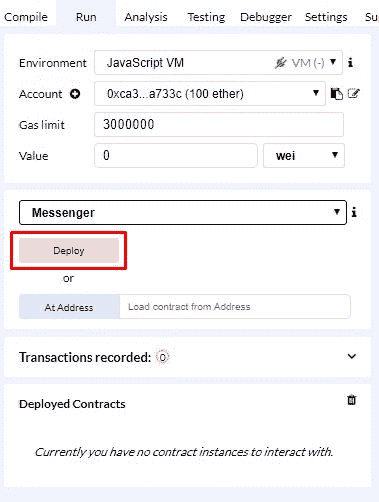 Compile Run Analysis Testing Debugger Settings Su
Environment JavaScript VM VM (-) i
Account 0xca3...a733c (100 ether)
Gas limit 3000000
Value 0 wei
Messenger i
Deploy
or
At Address Load contract from Address
Transactions recorded: 0
Deployed Contracts
Currently you have no contract instances to interact with.